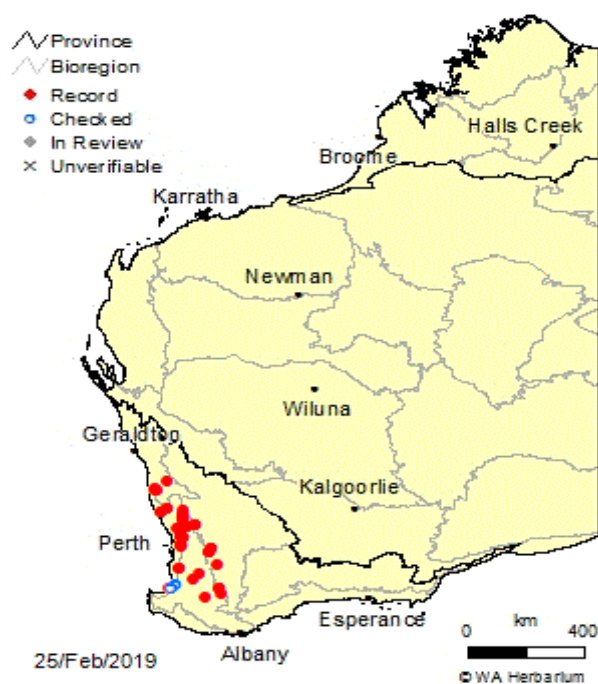 Province
Bioregion
Record
Checked
In Review
× Unverifiable
Halls Creek
Broome
Karratha
Newman
Wiluna
Geraldton
Kalgoorlie
Perth
Esperance
Albany
km
0 400
25/Feb/2019
© WA Herbarium